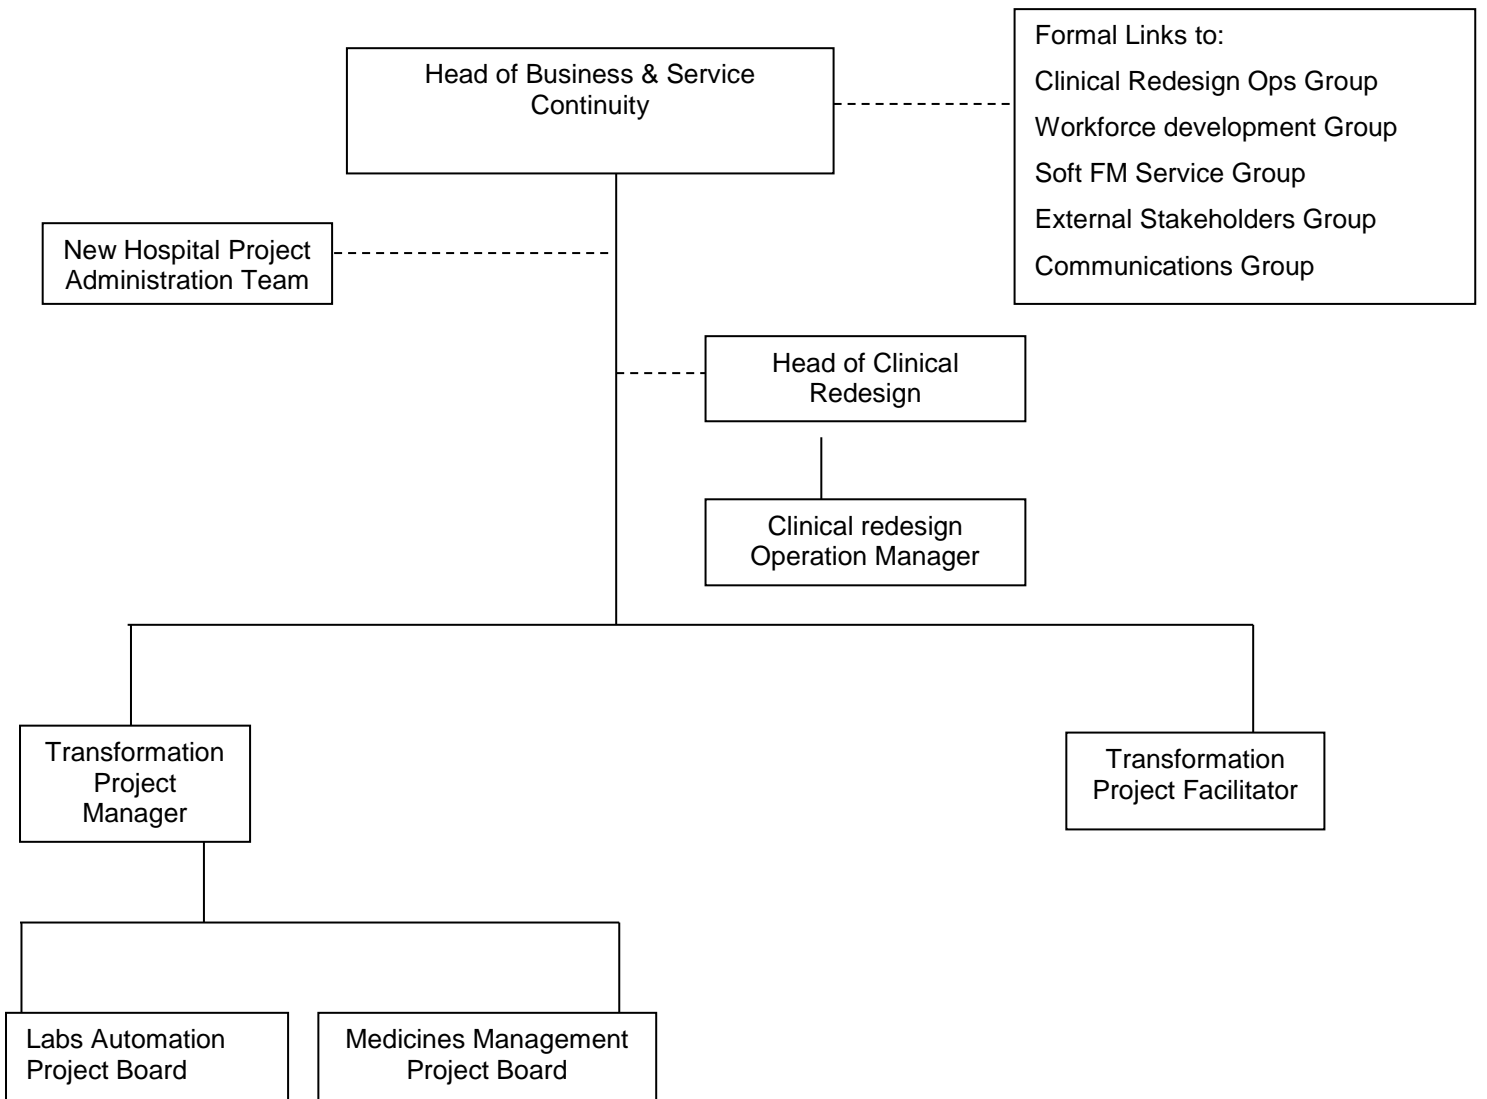 Head of Business & Service
Continuity
Formal Links to:
Clinical Redesign Ops Group
Workforce development Group
Soft FM Service Group
External Stakeholders Group
Communications Group
New Hospital Project
Administration Team
Head of Clinical
Redesign
Clinical redesign
Operation Manager
Transformation
Project
Manager
Transformation
Project Facilitator
Labs Automation
Project Board
Medicines Management
Project Board